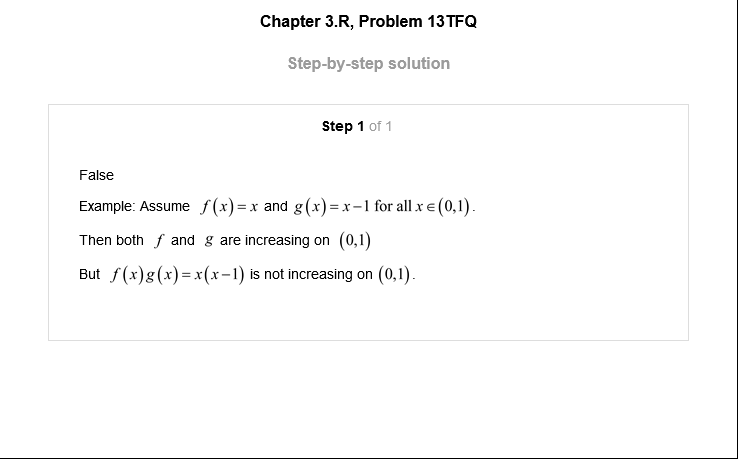 Chapter 3.R, Problem 13TFQ
Step-by-step solution
Step 1 of 1
False
Example: Assume f(x)=x and g(x)=x−1 for all x∈(0,1).
Then both f and g are increasing on (0,1)
But f(x)g(x)=x(x−1) is not increasing on (0,1).